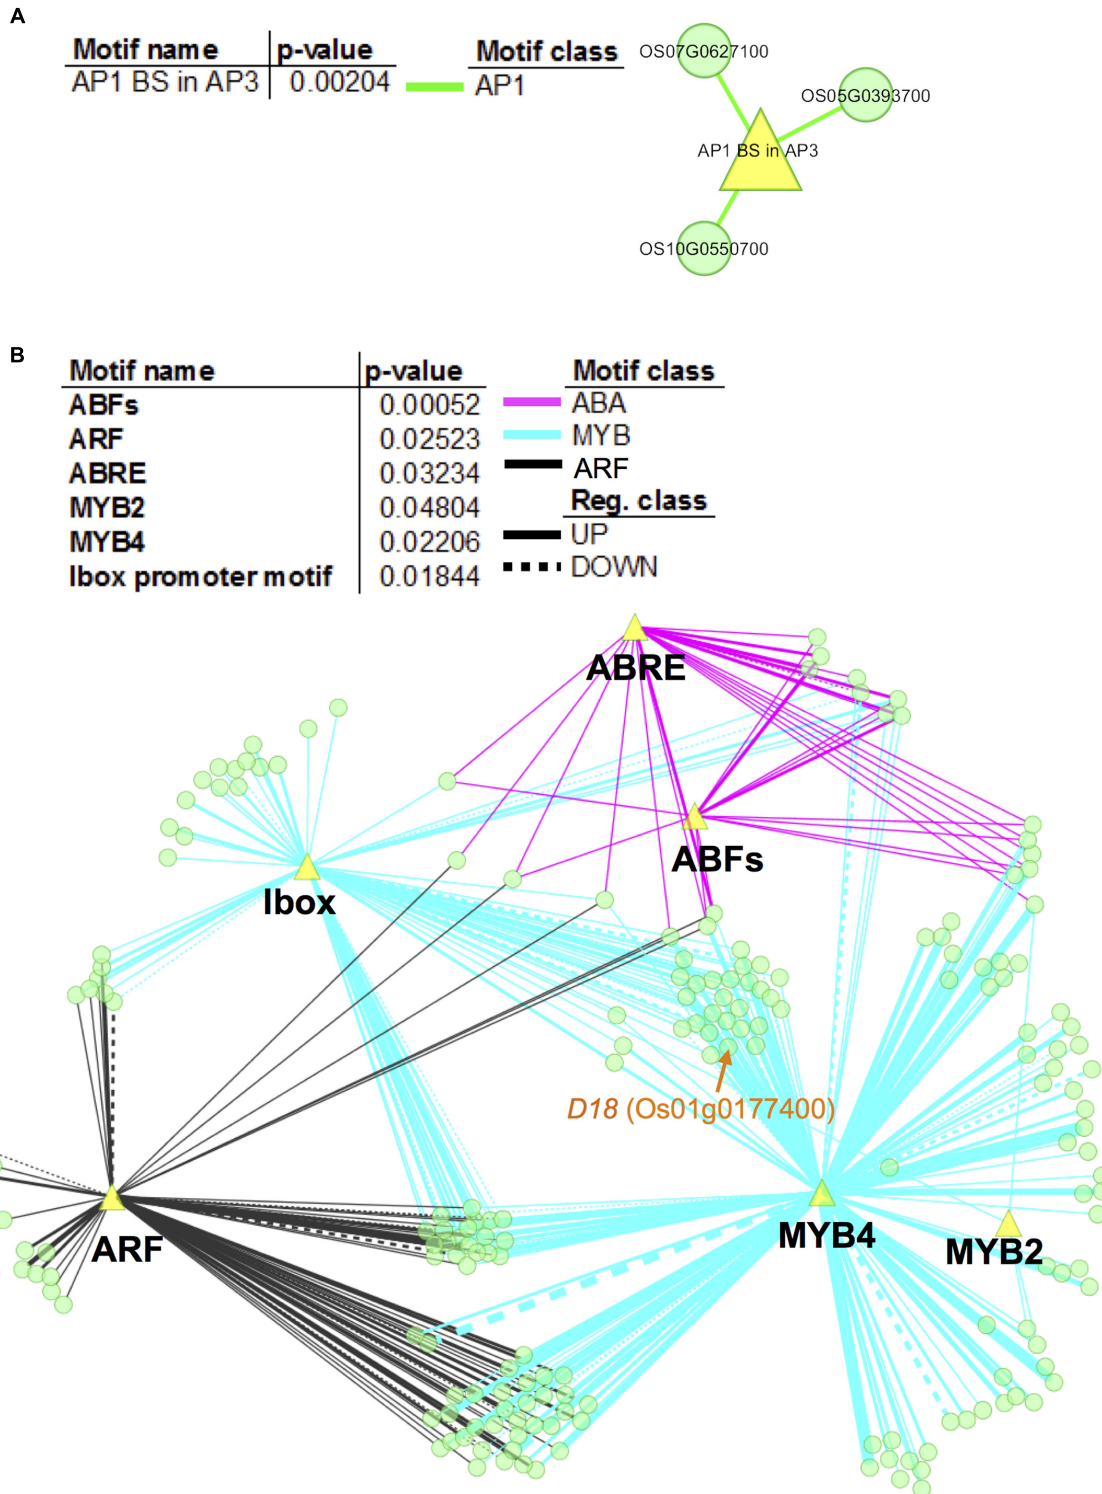 A
Motif name p-value Motif class
AP1 BS in AP3 0.00204 AP1
OS07G0627100
OS05G0393700
AP1 BS in AP3
OS10G0550700
B
Motif name p-value Motif class
ABFs 0.00052 ABA
ARF 0.02523 MYB
ABRE 0.03234 ARF
MYB2 0.04804 Reg. class
MYB4 0.02206 UP
Ibox promoter motif 0.01844 DOWN
ABRE
ABFs
Ibox
D18 (Os01g0177400)
MYB4
ARF
MYB2